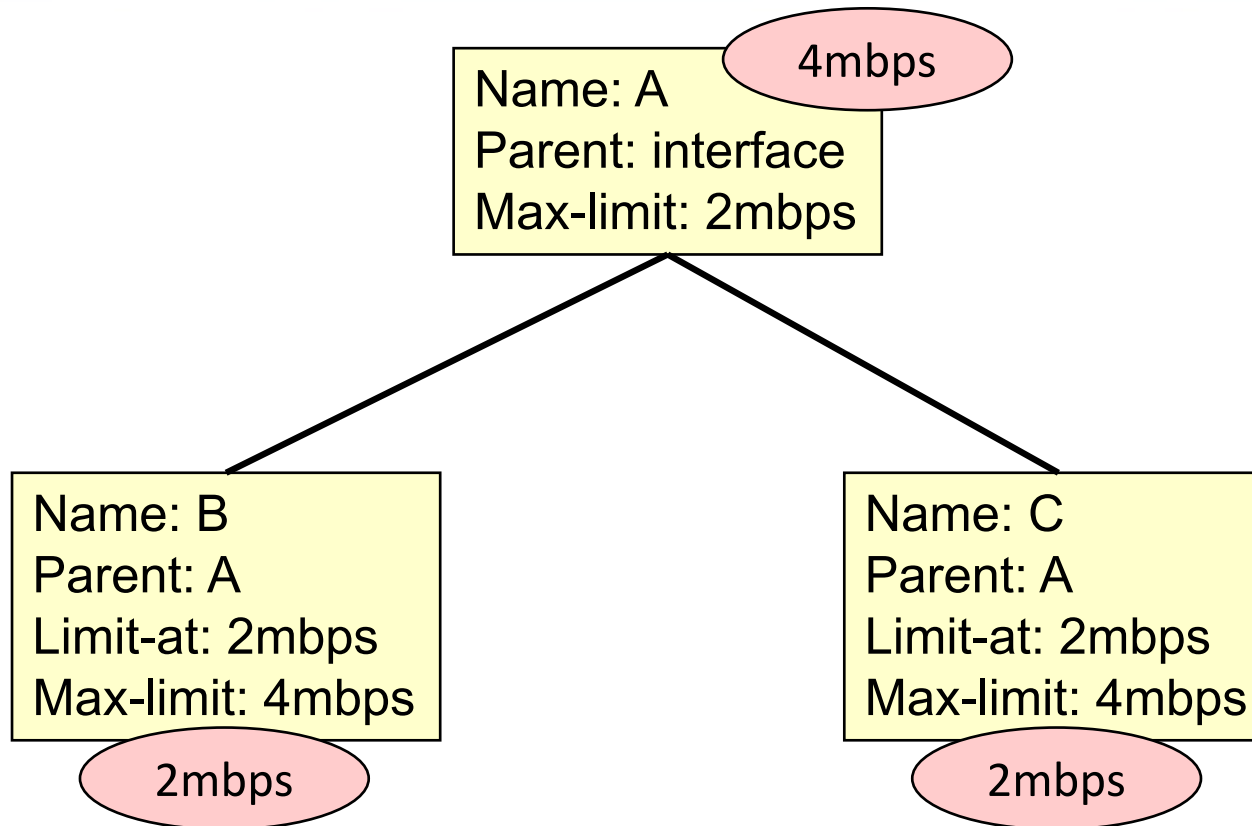 4mbps
Name: A
Parent: interface
Max-limit: 2mbps
Name: B
Parent: A
Limit-at: 2mbps
Max-limit: 4mbps
2mbps
Name: C
Parent: A
Limit-at: 2mbps
Max-limit: 4mbps
2mbps